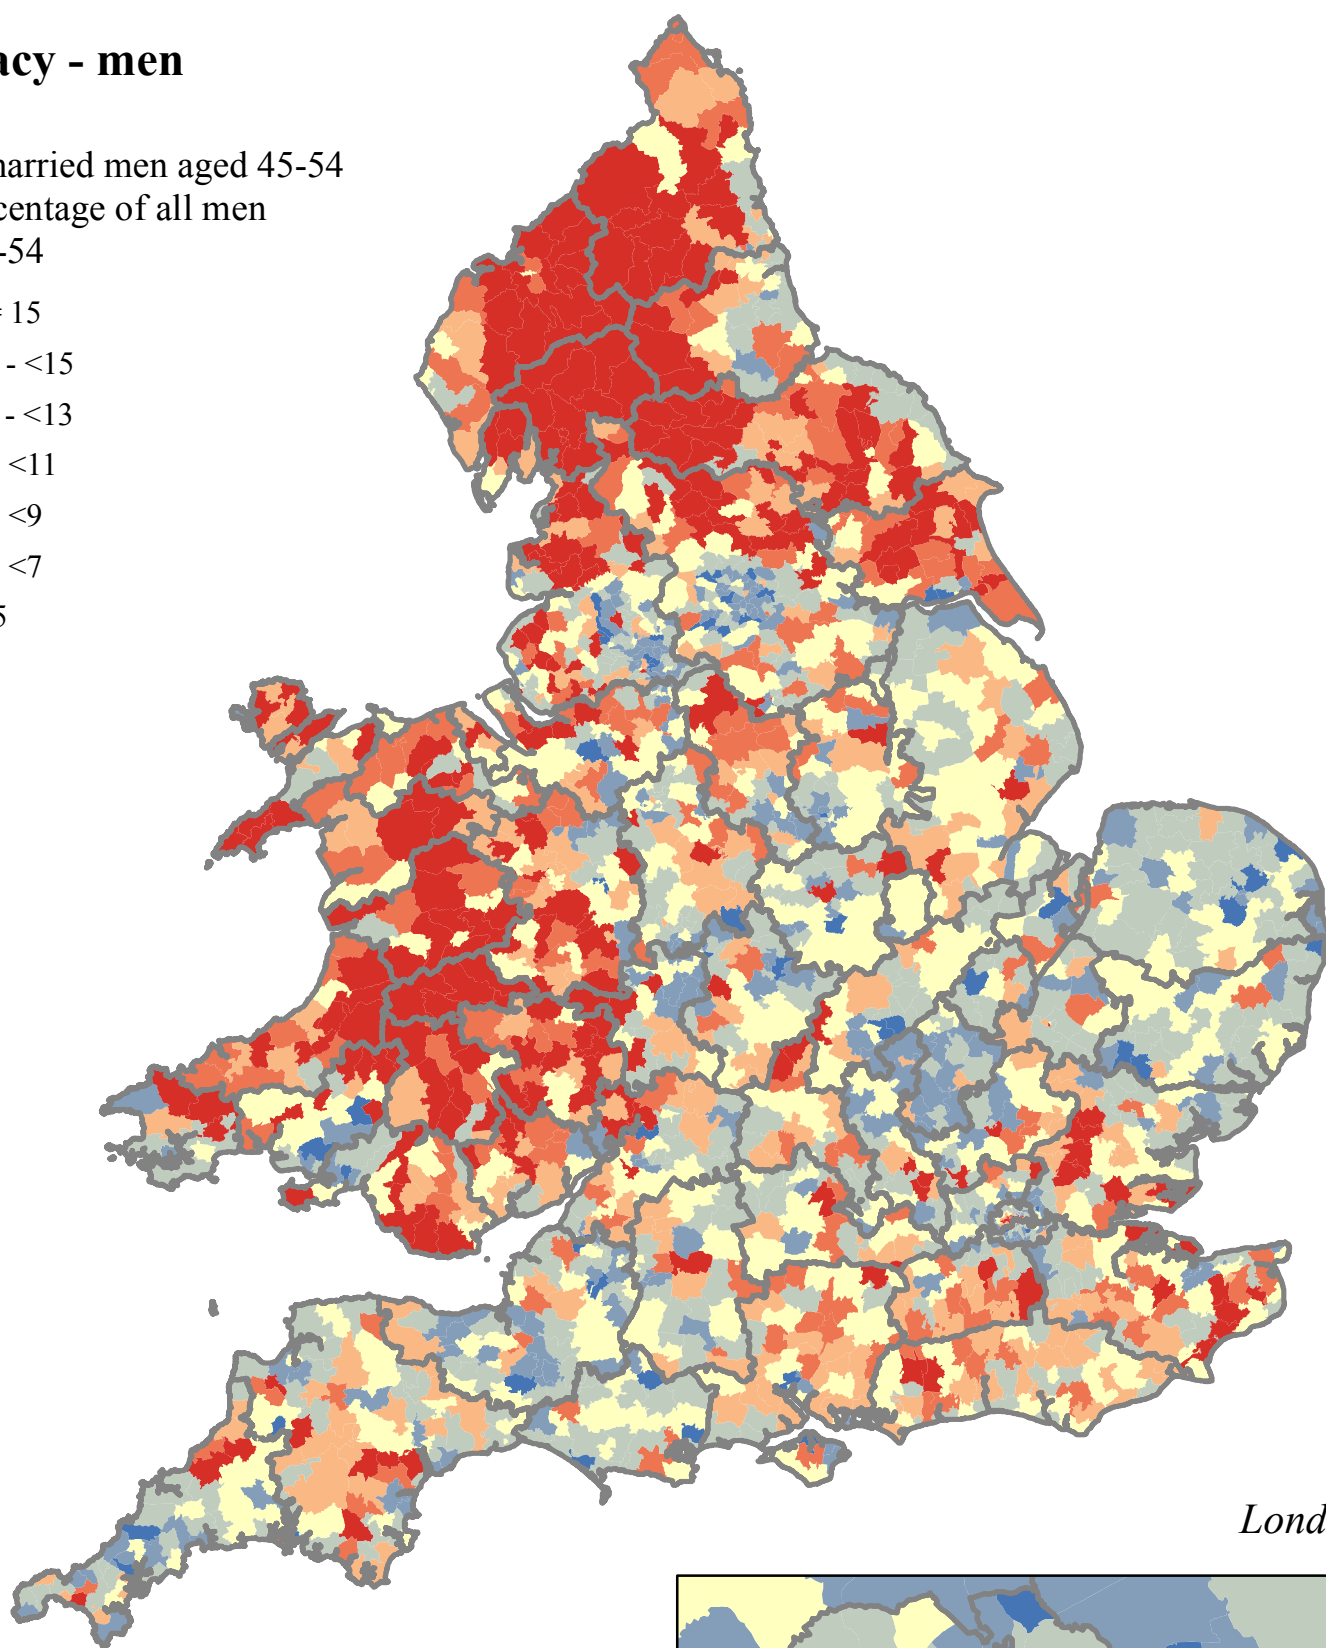 acy - men
narried men aged 45-54
centage of all men
-54
15
- <15
- <13
<11
<9
<7
5
Lond